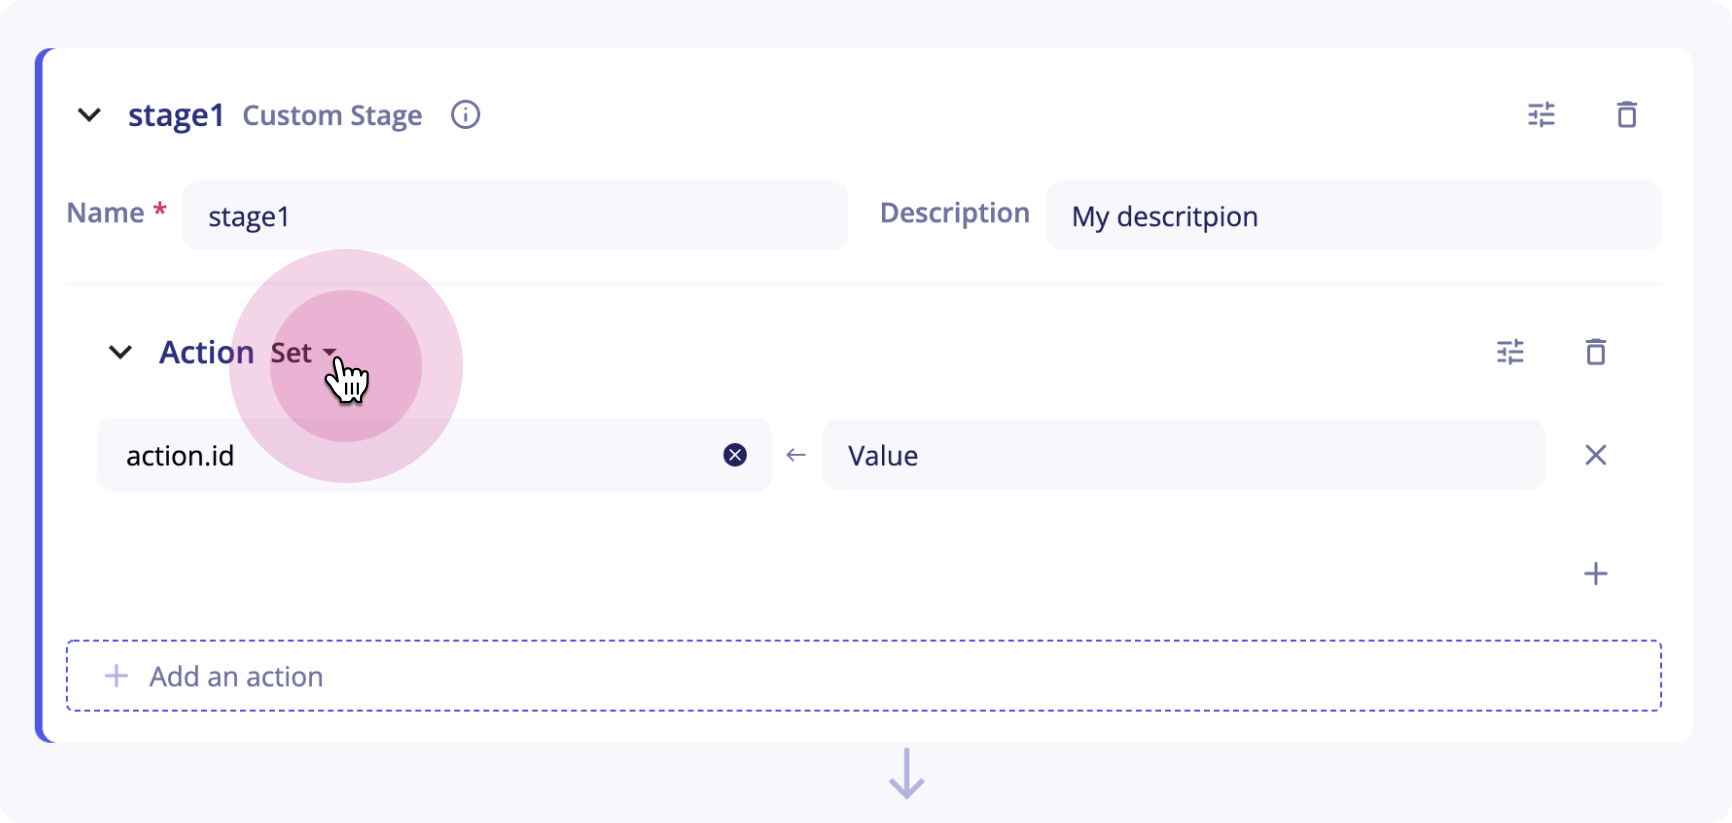 stage1 Custom Stage
Name * stage1 Description My descritpion
Action Set
action.id ← Value
+ Add an action